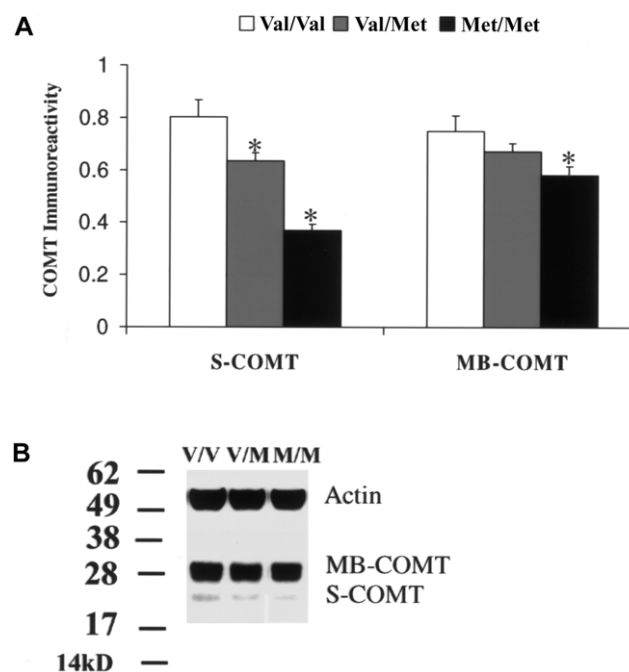 A
Val/Val Val/Met Met/Met
COMT Immunoreactivity
1
0.8
0.6
0.4
0.2
0
*
*
*
S-COMT MB-COMT
B
V/V V/M M/M
62
49
38
28
17
14kD
Actin
MB-COMT
S-COMT